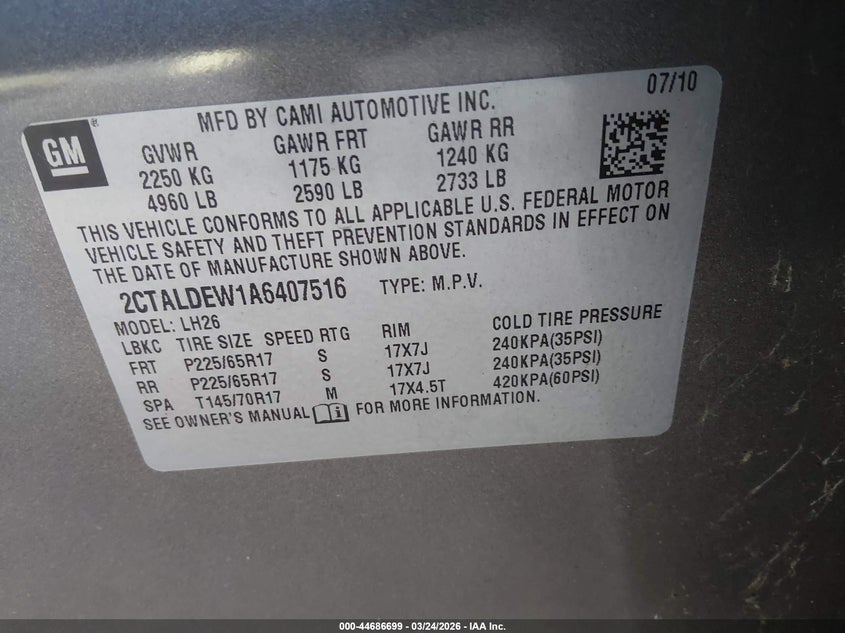 07/10
MFD BY CAMI AUTOMOTIVE INC.
GM®
GVWR GAWR FRT GAWR RR
2250 KG 1175 KG 1240 KG
4960 LB 2590 LB 2733 LB
THIS VEHICLE CONFORMS TO ALL APPLICABLE U.S. FEDERAL MOTOR
VEHICLE SAFETY AND THEFT PREVENTION STANDARDS IN EFFECT ON
THE DATE OF MANUFACTURE SHOWN ABOVE.
2CTALDEW1A6407516 TYPE: M.P.V.
MODEL: LH26
LBKC TIRE SIZE SPEED RTG RIM COLD TIRE PRESSURE
FRT P225/65R17 S 17X7J 240KPA(35PSI)
RR P225/65R17 S 17X7J 240KPA(35PSI)
SPA T145/70R17 M 17X4.5T 420KPA(60PSI)
SEE OWNER'S MANUAL FOR MORE INFORMATION.
000-44686699 — 03/24/2026 — IAA Inc.